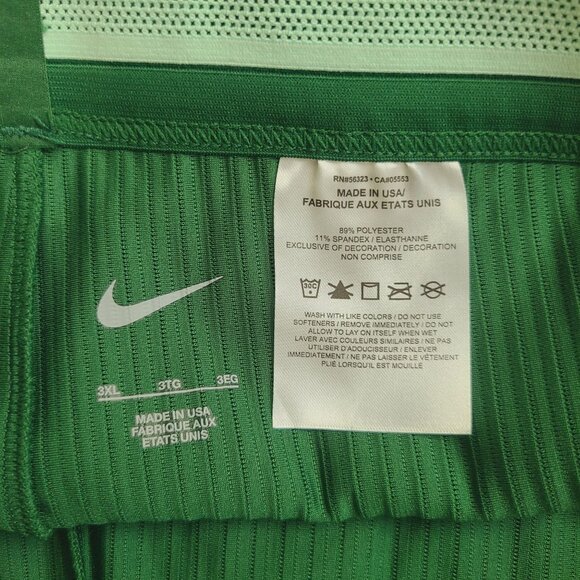 RN#56323 • CA#05553
MADE IN USA/
FABRIQUE AUX ETATS UNIS
89% POLYESTER
11% SPANDEX / ELASTHANNE
EXCLUSIVE OF DECORATION / DECORATION
NON COMPRISE
30C
WASH WITH LIKE COLORS / DO NOT USE
SOFTENERS / REMOVE IMMEDIATELY / DO NOT
ALLOW TO LAY ON ITSELF WHEN WET
LAVER AVEC COULEURS SIMILAIRES / NE PAS
UTILISER D'ADOUCISSEUR / ENLEVER
IMMEDIATEMENT / NE PAS LAISSER LE VÊTEMENT
PLIÉ LORSQU'IL EST MOUILLÉ
3XL 3TG 3EG
MADE IN USA
FABRIQUE AUX
ETATS UNIS